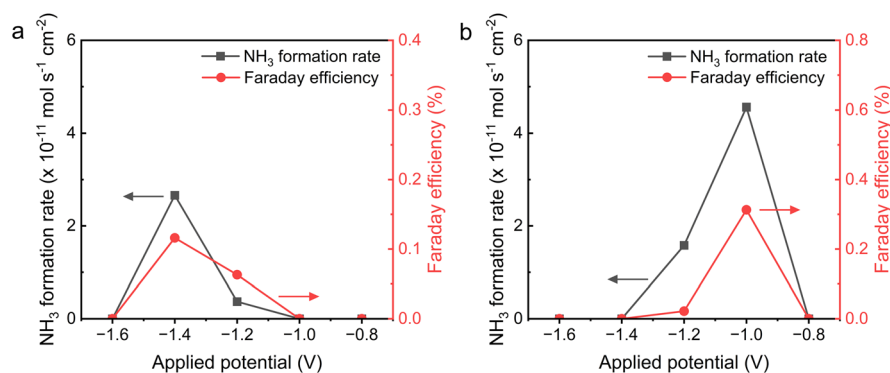 a
NH₃ formation rate (x 10⁻¹¹ mol s⁻¹ cm⁻²)
6
4
2
0
NH₃ formation rate
Faraday efficiency
0.4
0.3
0.2
0.1
0.0
Faraday efficiency (%)
−1.6 −1.4 −1.2 −1.0 −0.8
Applied potential (V)
b
NH₃ formation rate (x 10⁻¹¹ mol s⁻¹ cm⁻²)
6
4
2
0
NH₃ formation rate
Faraday efficiency
0.8
0.6
0.4
0.2
0.0
Faraday efficiency (%)
−1.6 −1.4 −1.2 −1.0 −0.8
Applied potential (V)